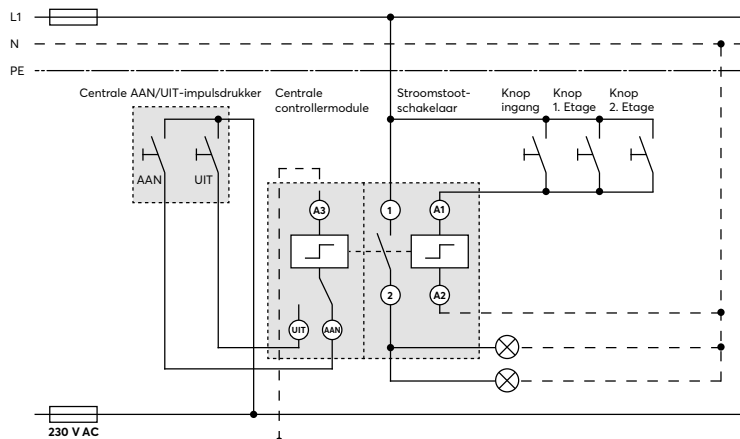 L1
N
PE
Centrale AAN/UIT-impulsdrukker
Centrale
controllermodule
Stroomstoot-
schakelaar
Knop
ingang
Knop
1. Etage
Knop
2. Etage
AAN
UIT
A3
1
A1
2
A2
UIT
AAN
230 V AC